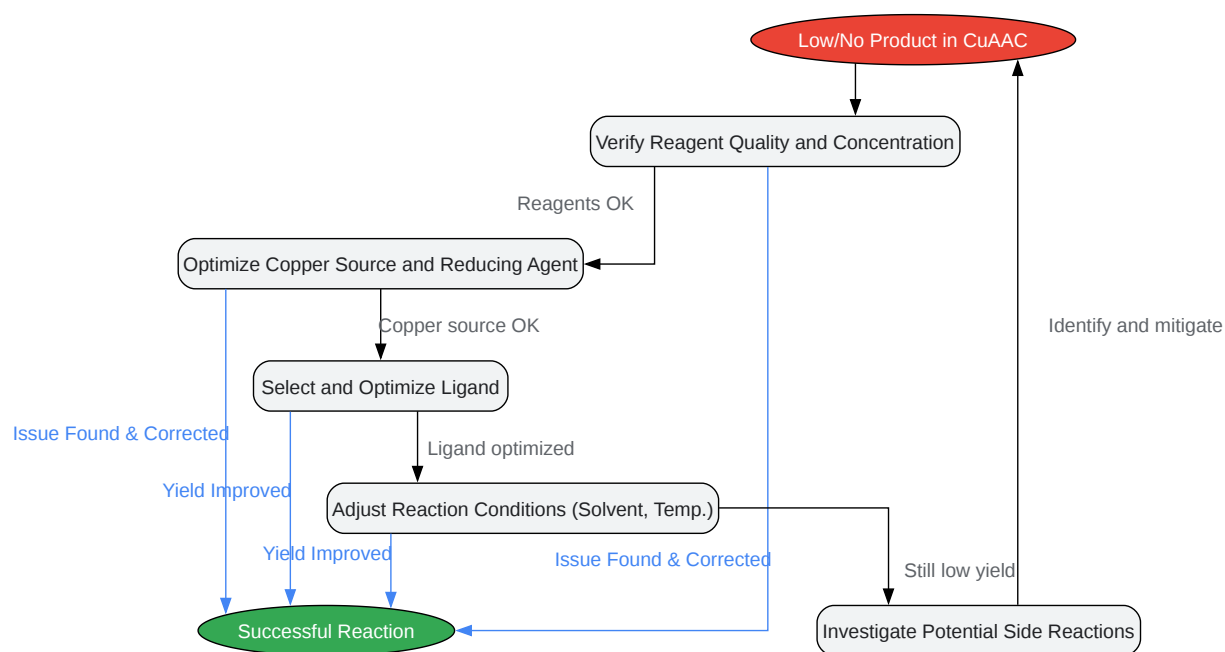 Low/No Product in CuAAC
Verify Reagent Quality and Concentration
Reagents OK
Optimize Copper Source and Reducing Agent
Copper source OK
Identify and mitigate
Select and Optimize Ligand
Issue Found & Corrected
Ligand optimized
Yield Improved
Adjust Reaction Conditions (Solvent, Temp.)
Yield Improved
Issue Found & Corrected
Still low yield
Successful Reaction
Investigate Potential Side Reactions